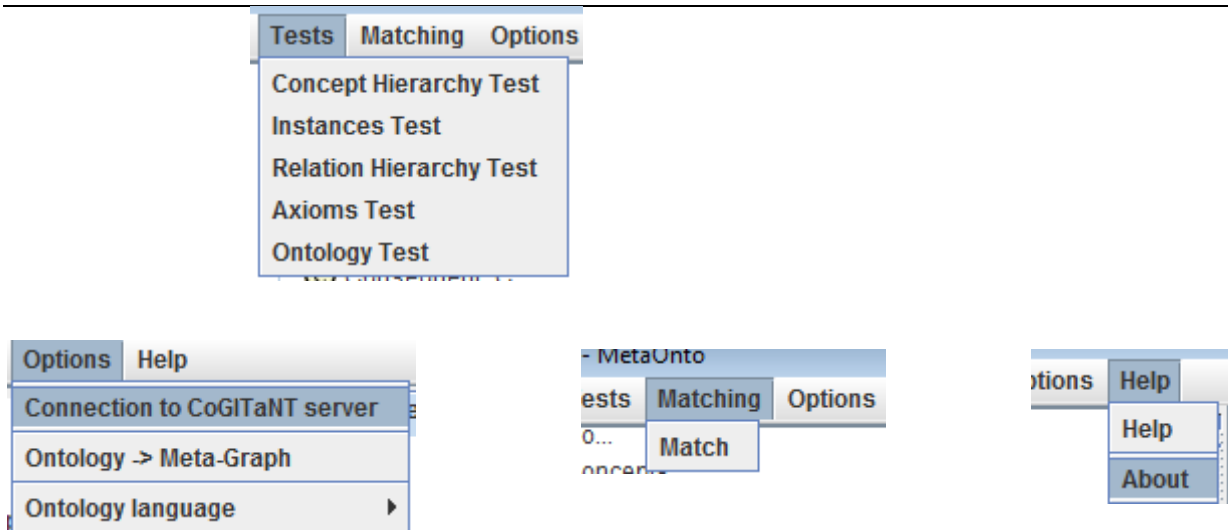 Tests Matching Options
Concept Hierarchy Test
Instances Test
Relation Hierarchy Test
Axioms Test
Ontology Test
Options Help
Connection to CoGITaNT server
Ontology -> Meta-Graph
Ontology language
- MetaOnto
ests Matching Options
o...
Match
ptions Help
Help
About